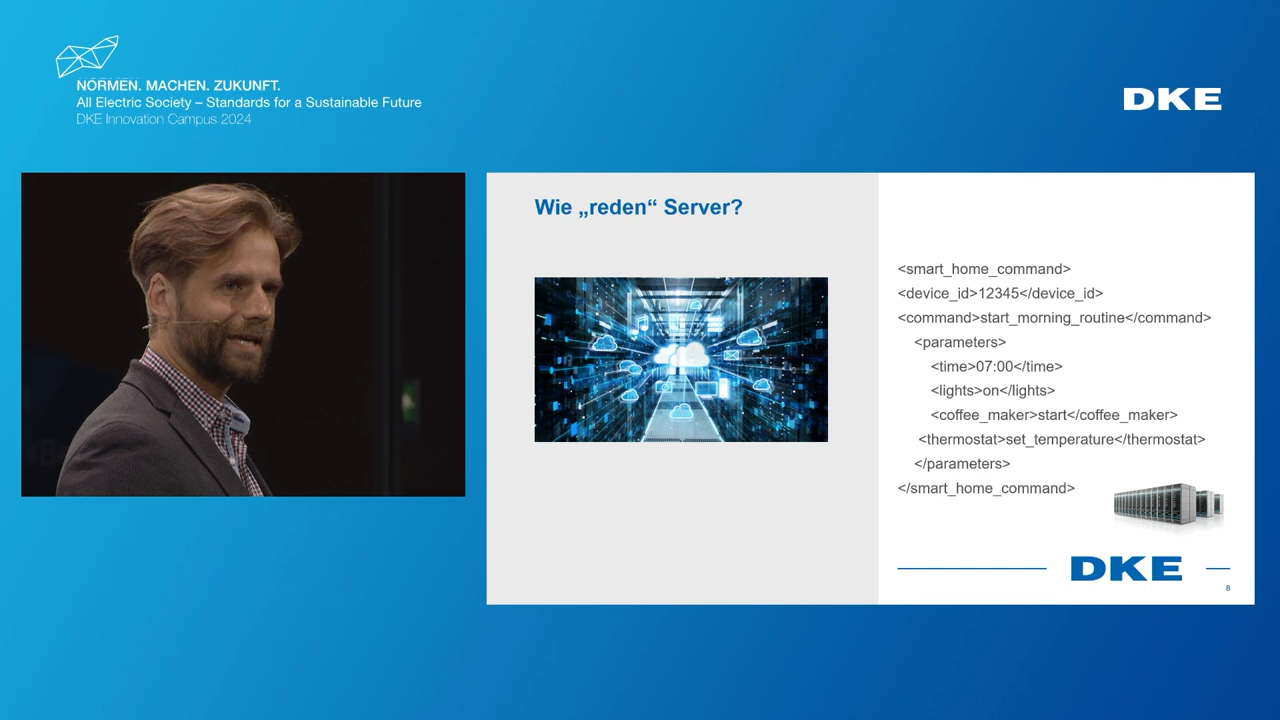 NORMEN. MACHEN. ZUKUNFT.
All Electric Society – Standards for a Sustainable Future
DKE Innovation Campus 2024
DKE
Wie „reden“ Server?
<smart_home_command>
<device_id>12345</device_id>
<command>start_morning_routine</command>
<parameters>
<time>07:00</time>
<lights>on</lights>
<coffee_maker>start</coffee_maker>
<thermostat>set_temperature</thermostat>
</parameters>
</smart_home_command>
DKE
8